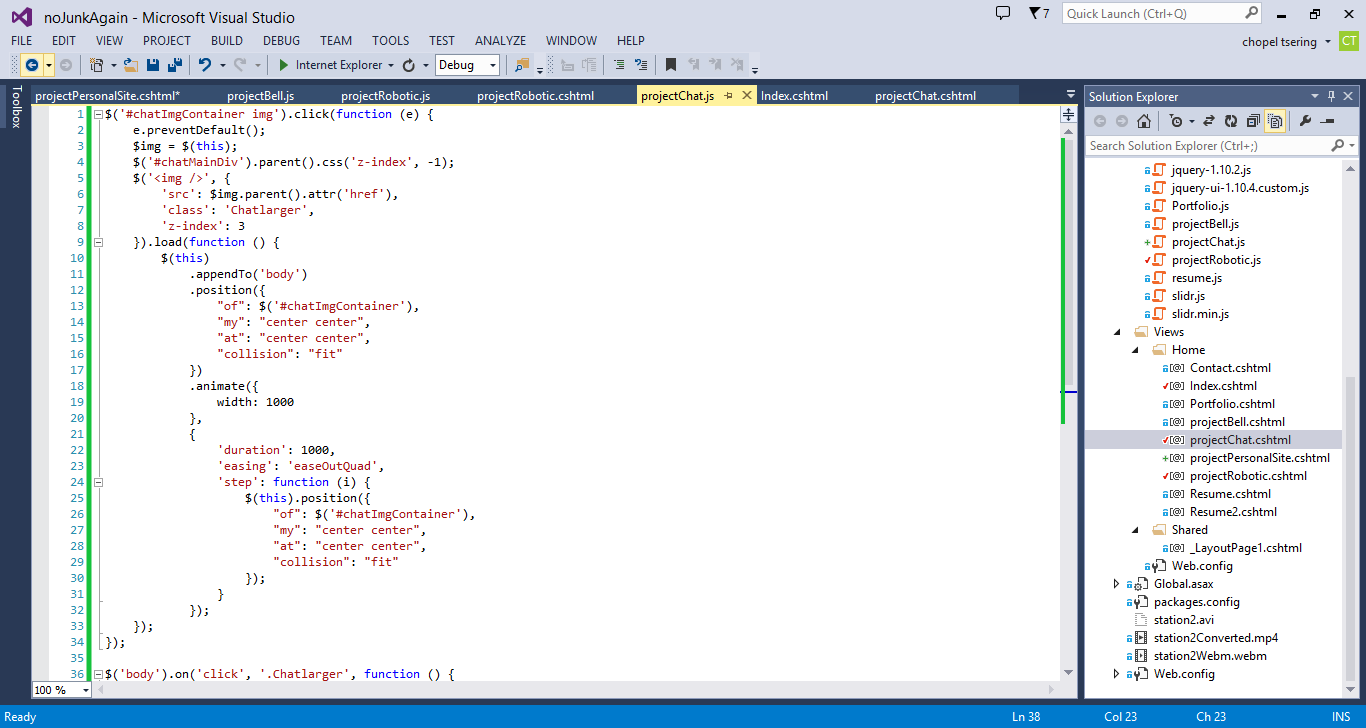 noJunkAgain - Microsoft Visual Studio
7
Quick Launch (Ctrl+Q)
FILE EDIT VIEW PROJECT BUILD DEBUG TEAM TOOLS TEST ANALYZE WINDOW HELP
chopel tsering CT
Internet Explorer Debug
Toolbox
projectPersonalSite.cshtml* projectBell.js projectRobotic.js projectRobotic.cshtml projectChat.js Index.cshtml projectChat.cshtml
1 $('#chatImgContainer img').click(function (e) {
2 e.preventDefault();
3 $img = $(this);
4 $('#chatMainDiv').parent().css('z-index', -1);
5 $('<img />', {
6 'src': $img.parent().attr('href'),
7 'class': 'Chatlarger',
8 'z-index': 3
9 }).load(function () {
10 $(this)
11 .appendTo('body')
12 .position({
13 "of": $('#chatImgContainer'),
14 "my": "center center",
15 "at": "center center",
16 "collision": "fit"
17 })
18 .animate({
19 width: 1000
20 },
21 {
22 'duration': 1000,
23 'easing': 'easeOutQuad',
24 'step': function (i) {
25 $(this).position({
26 "of": $('#chatImgContainer'),
27 "my": "center center",
28 "at": "center center",
29 "collision": "fit"
30 });
31 }
32 });
33 });
34 });
35
36 $('body').on('click', '.Chatlarger', function () {
100 %
Solution Explorer
Search Solution Explorer (Ctrl+;)
jquery-1.10.2.js
jquery-ui-1.10.4.custom.js
Portfolio.js
projectBell.js
projectChat.js
projectRobotic.js
resume.js
slidr.js
slidr.min.js
Views
Home
Contact.cshtml
Index.cshtml
Portfolio.cshtml
projectBell.cshtml
projectChat.cshtml
projectPersonalSite.cshtml
projectRobotic.cshtml
Resume.cshtml
Resume2.cshtml
Shared
_LayoutPage1.cshtml
Web.config
Global.asax
packages.config
station2.avi
station2Converted.mp4
station2Webm.webm
Web.config
Ready Ln 38 Col 23 Ch 23 INS